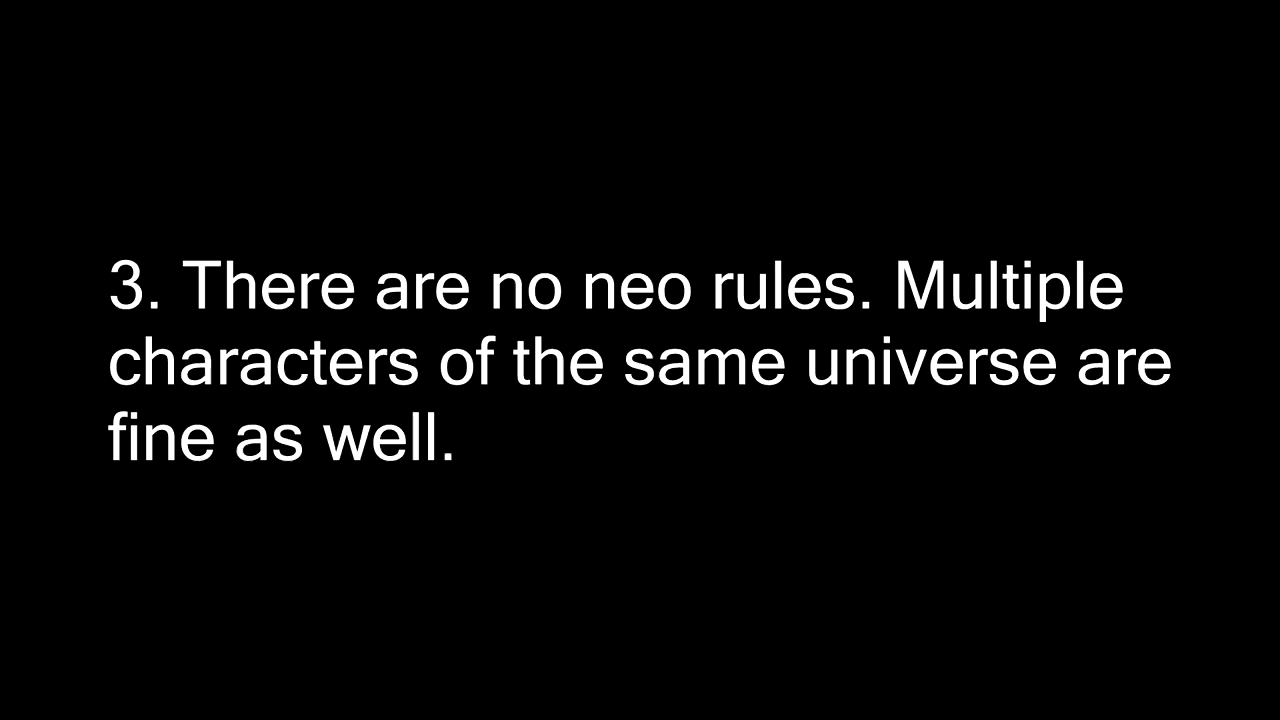 3. There are no neo rules. Multiple
characters of the same universe are
fine as well.